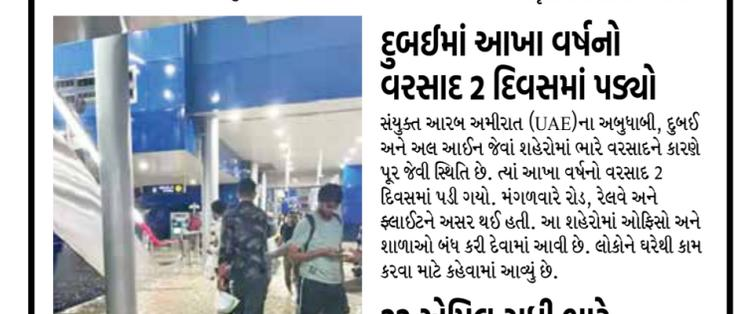 દુબઈમાં આખા વર્ષનો
વરસાદ 2 દિવસમાં પડ્યો
સંયુક્ત આરબ અમીરાત (UAE)ના અબુધાબી, દુબઈ
અને અલ આઈન જેવાં શહેરોમાં ભારે વરસાદને કારણે
પૂર જેવી સ્થિતિ છે. ત્યાં આખા વર્ષનો વરસાદ 2
દિવસમાં પડી ગયો. મંગળવારે રોડ, રેલવે અને
ફ્લાઈટને અસર થઈ હતી. આ શહેરોમાં ઓફિસો અને
શાળાઓ બંધ કરી દેવામાં આવી છે. લોકોને ઘરેથી કામ
કરવા માટે કહેવામાં આવ્યું છે.